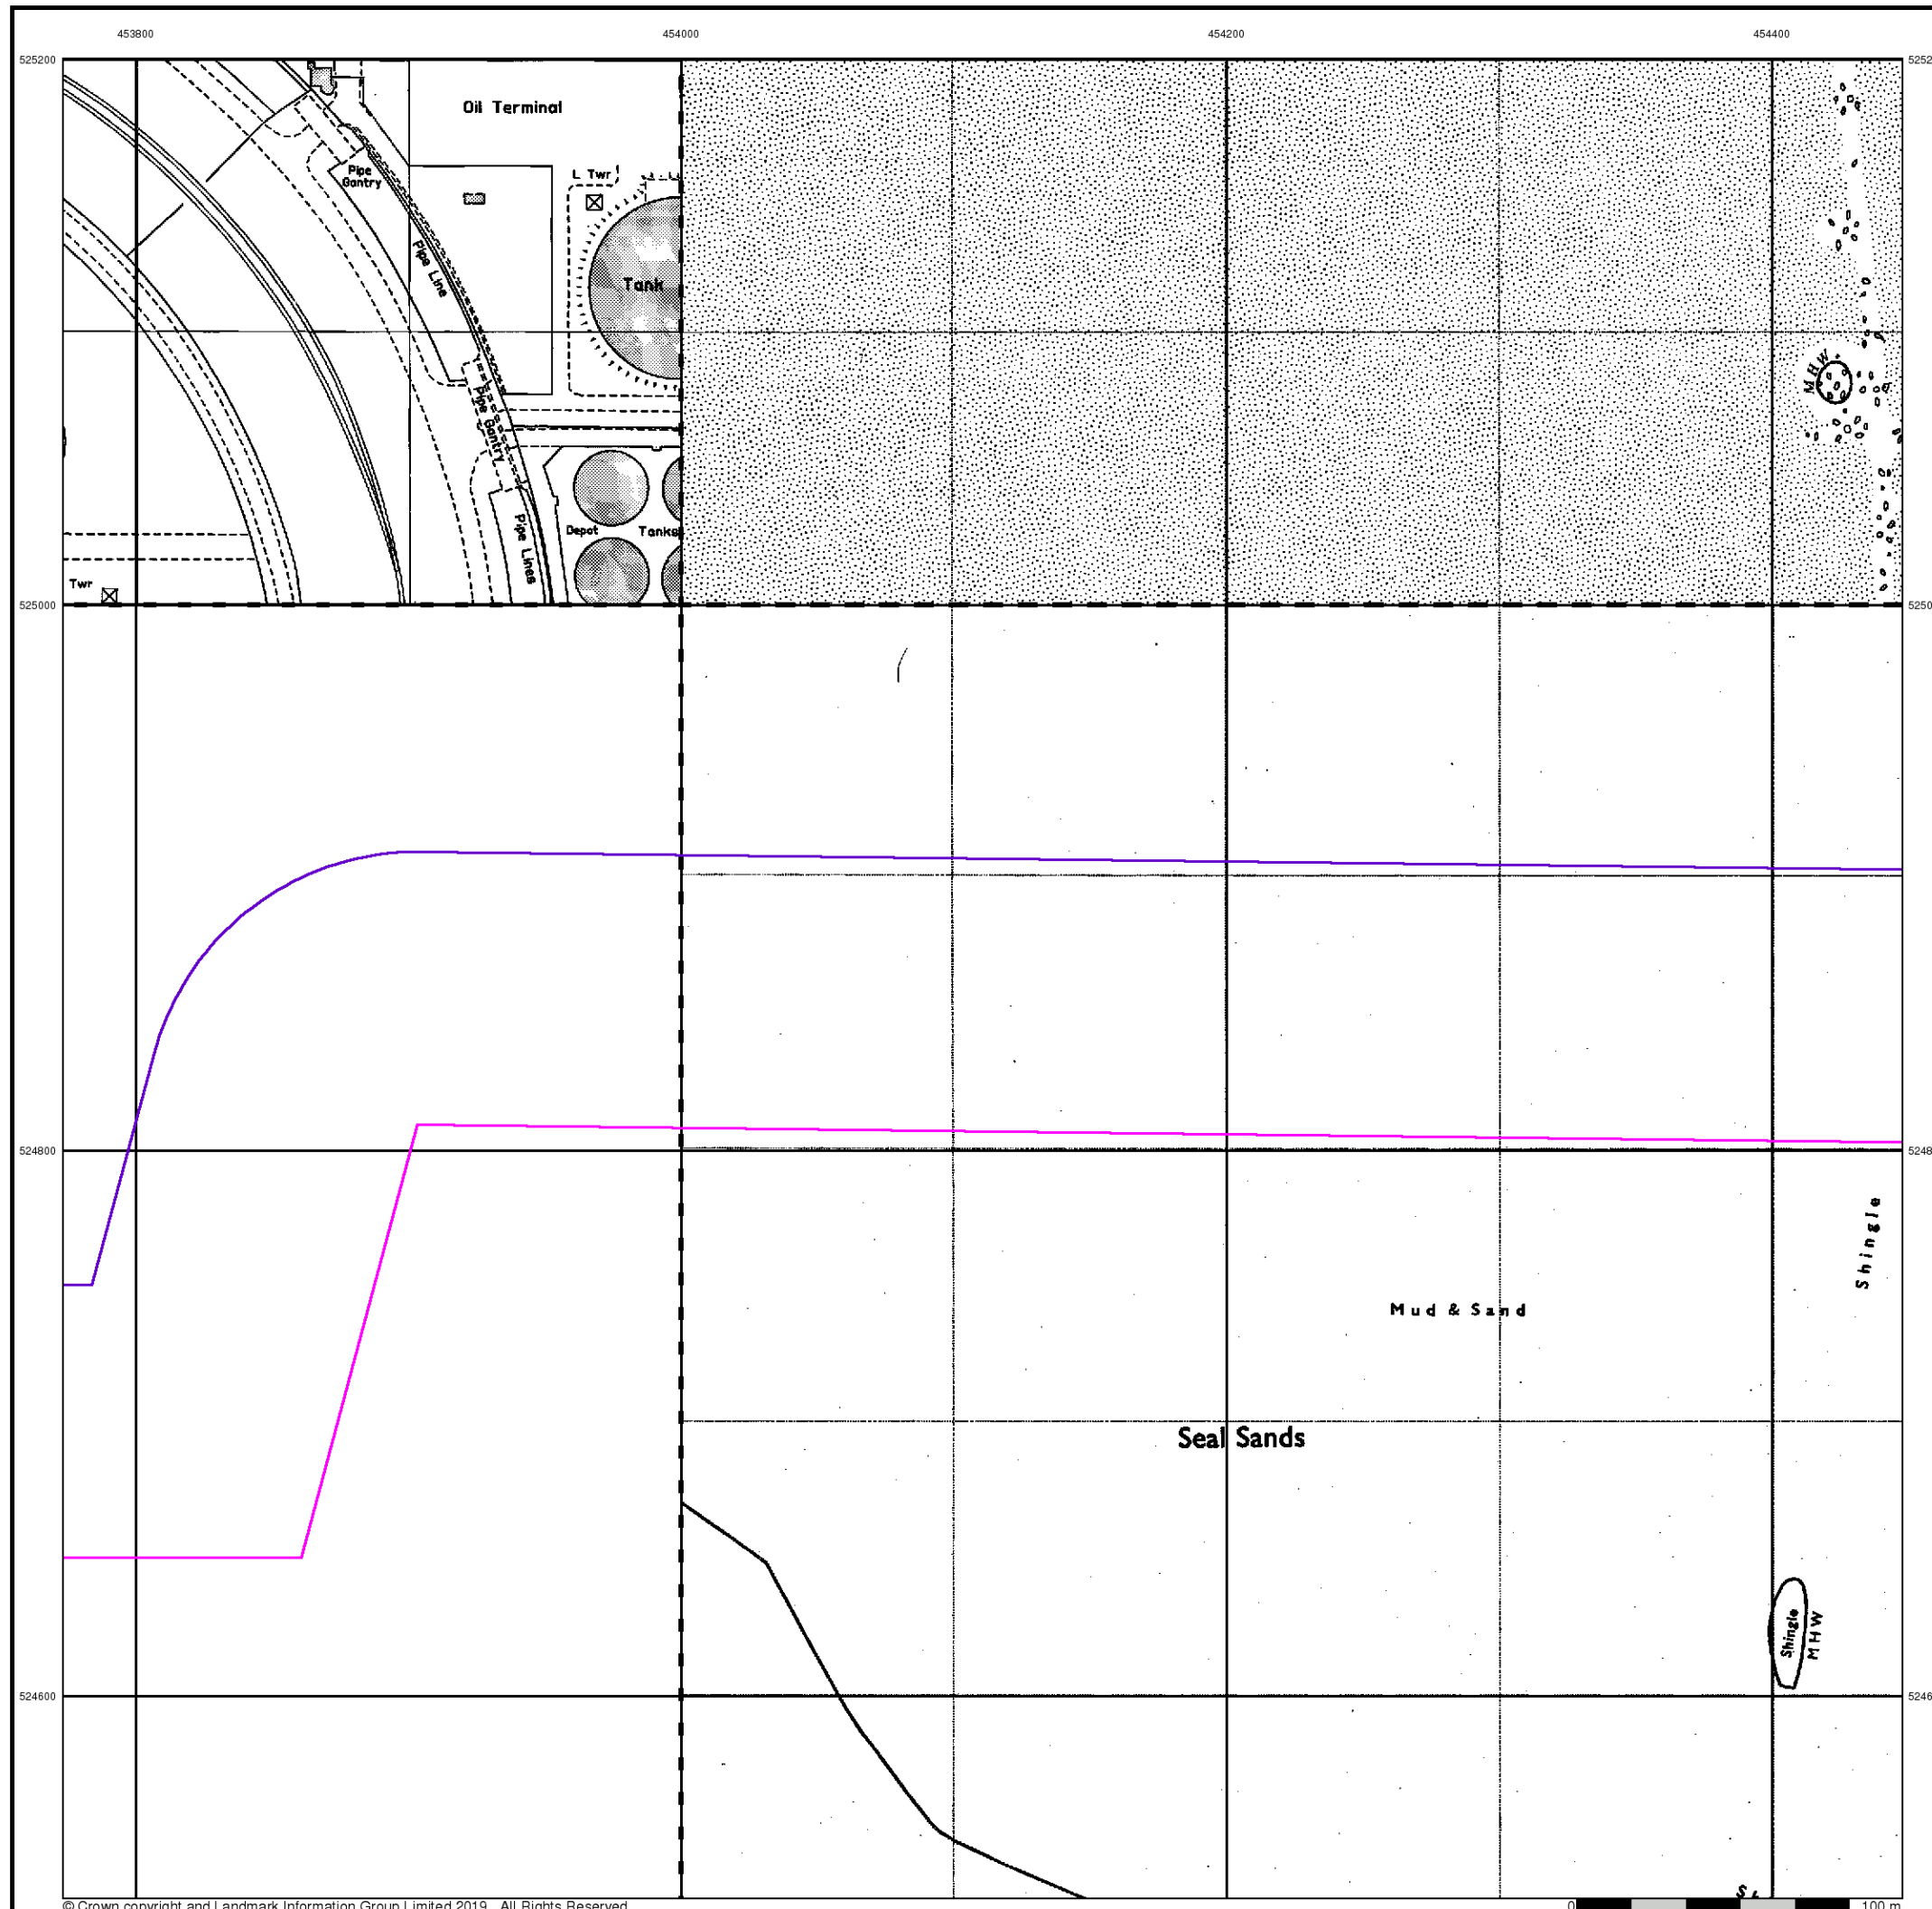 453800 454000 454200 454400
525200
Oil Terminal
L Twr
Pipe
Gantry
Pipe Line
Tank
MHW
Pipe Gantry
Depot Tanks
Pipe Lines
Twr
525000
524800
Shingle
Mud & Sand
Seal Sands
Shingle
MHW
524600
© Crown copyright and Landmark Information Group Limited 2019. All Rights Reserved.
0 100 m